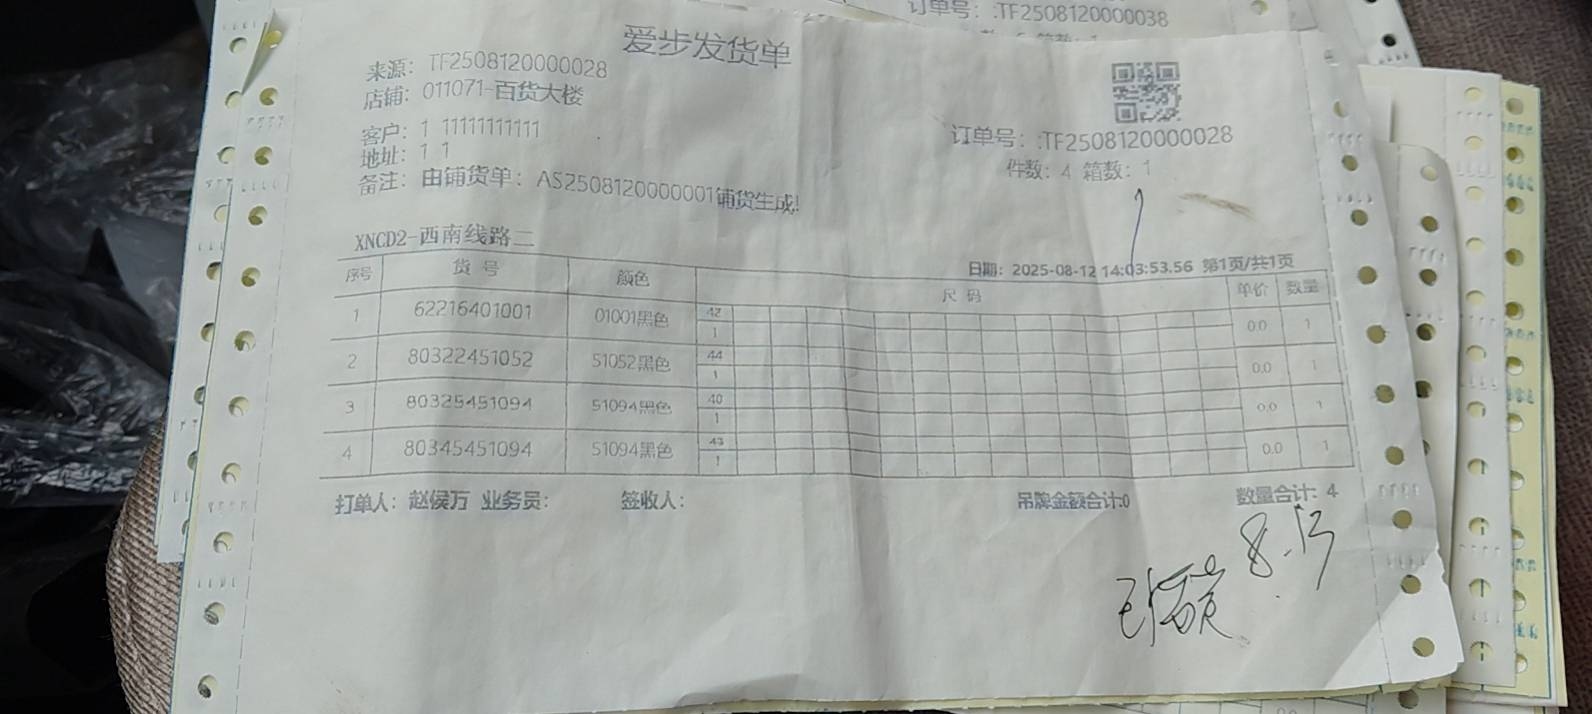 订单号: :TF2508120000038
爱步发货单
来源: TF2508120000028
店铺: 011071-百货大楼
客户: 1 11111111111
订单号: :TF2508120000028
地址: 1 1
件数: 4 箱数: 1
备注: 由铺货单: AS2508120000001铺货生成!
XNCD2-西南线路二
日期: 2025-08-12 14:03:53.56 第1页/共1页
序号 货号 颜色 尺码 单价 数量
1 62216401001 01001黑色 42 0.0 1
1
2 80322451052 51052黑色 44 0.0 1
1
3 80325451094 51094黑色 40 0.0 1
1
4 80345451094 51094黑色 43 0.0 1
1
打单人: 赵侯万 业务员: 签收人: 吊牌金额合计:0 数量合计: 4
8.13